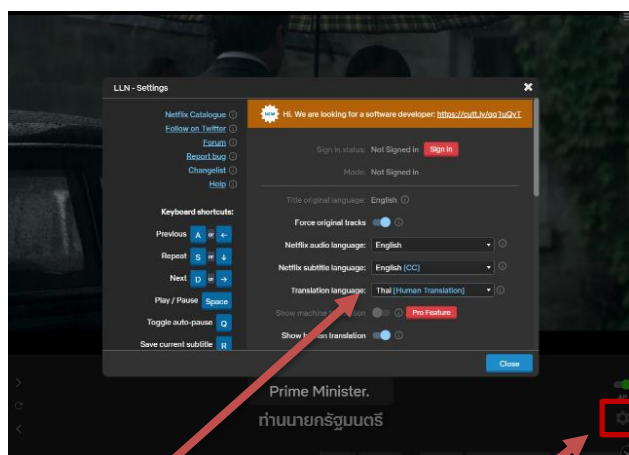 LLN - Settings
Netflix Catalogue
Follow on Twitter
Forum
Report bug
Changelist
Help
Keyboard shortcuts:
Previous A or ←
Repeat S or ↓
Next D or →
Play / Pause Space
Toggle auto-pause Q
Save current subtitle R
NEW Hi. We are looking for a software developer:
Sign in status: Not Signed in Sign in
Mode: Not Signed in
Title original language: English
Force original tracks
Netflix audio language: English
Netflix subtitle language: English [CC]
Translation language: Thai [Human Translation]
Show machine Pro Feature
Show human translation
Close
Prime Minister.
ท่านนายกรัฐมนตรี